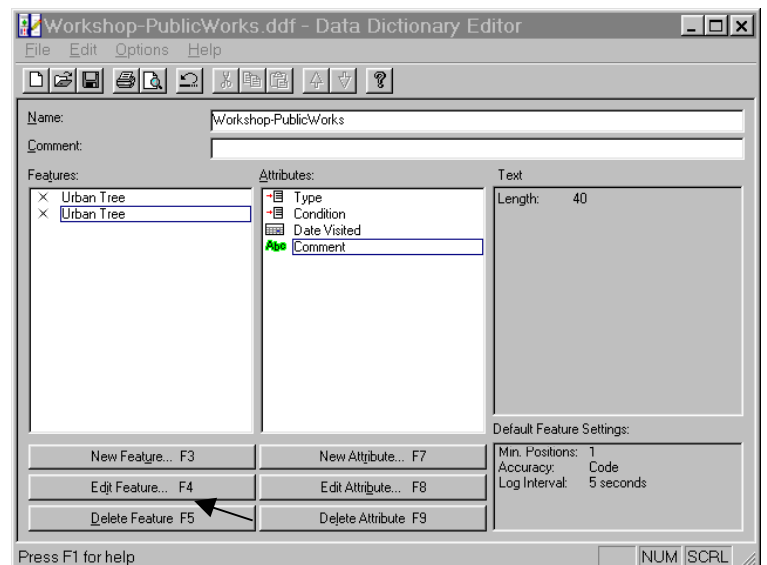 Workshop-PublicWorks.ddf - Data Dictionary Editor
File Edit Options Help
Name: Workshop-PublicWorks
Comment:
Features: Attributes: Text
Urban Tree
Urban Tree
Type
Condition
Date Visited
Abc Comment
Length: 40
Default Feature Settings:
Min. Positions: 1
Accuracy: Code
Log Interval: 5 seconds
New Feature... F3
New Attribute... F7
Edit Feature... F4
Edit Attribute... F8
Delete Feature F5
Delete Attribute F9
Press F1 for help
NUM SCRL